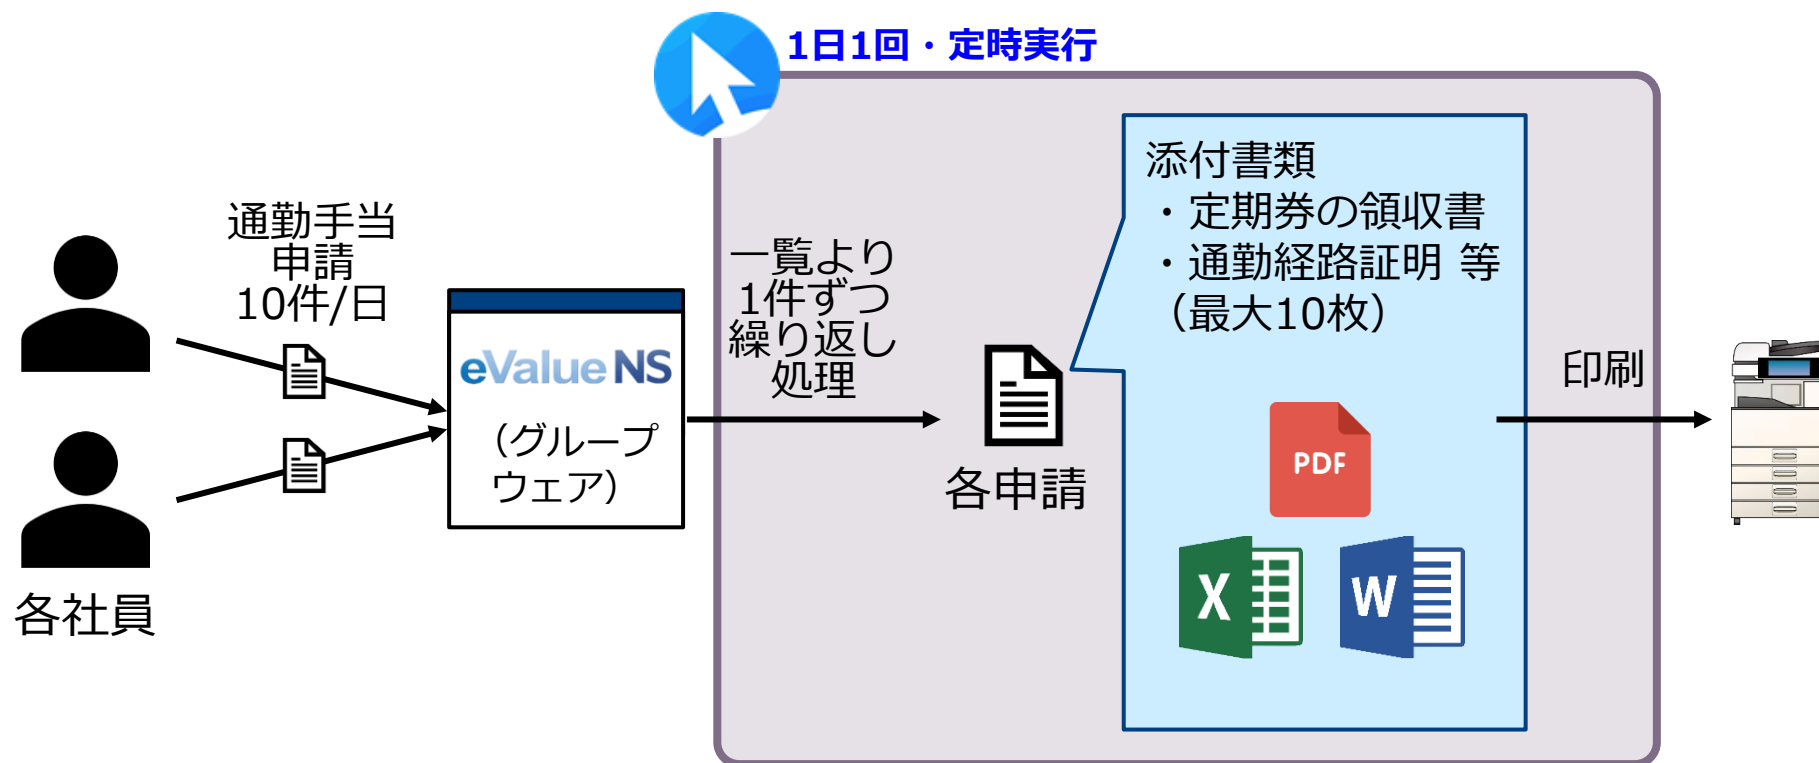 1日1回・定時実行
通勤手当
申請
10件/日
各社員
eValue NS
（グループ
ウェア）
一覧より
1件ずつ
繰り返し
処理
各申請
添付書類
・定期券の領収書
・通勤経路証明 等
（最大10枚）
PDF
X
W
印刷